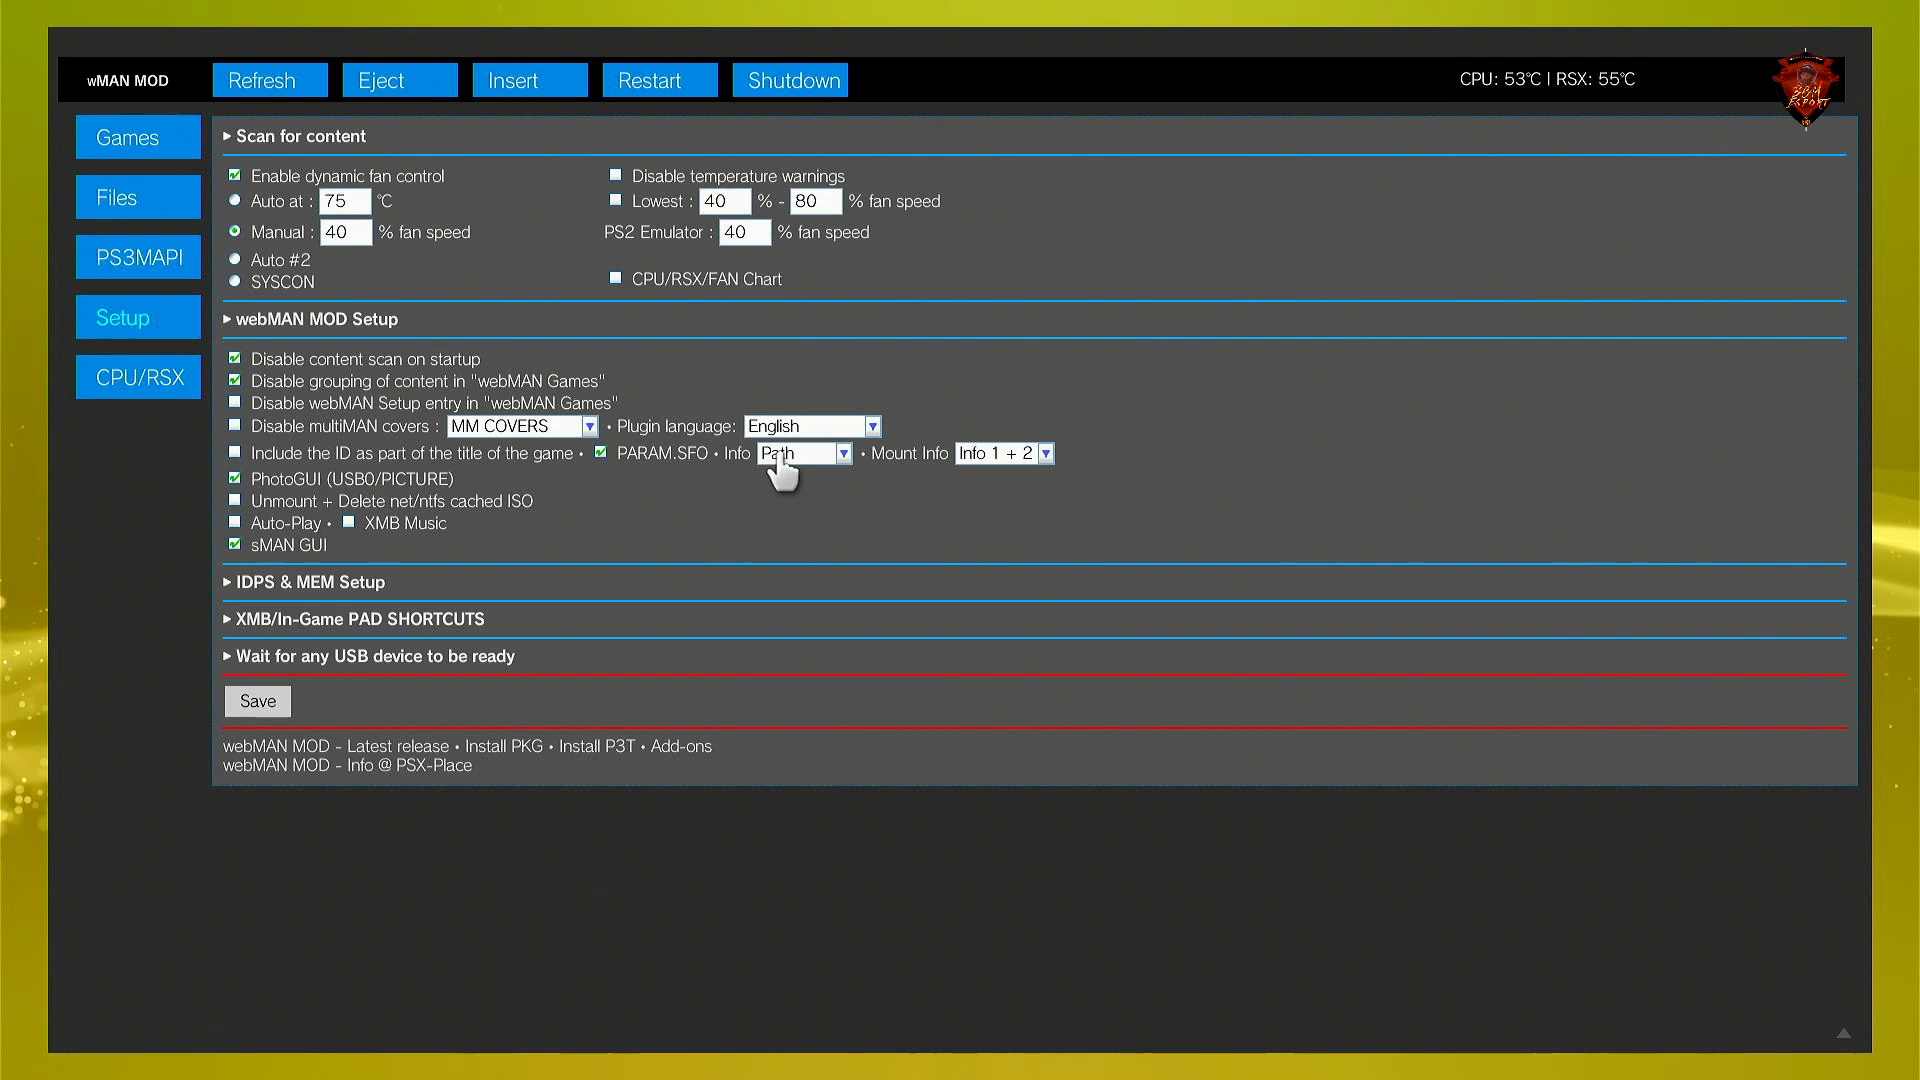 wMAN MOD Refresh Eject Insert Restart Shutdown CPU: 53°C | RSX: 55°C
Games
Files
PS3MAPI
Setup
CPU/RSX
Scan for content
Enable dynamic fan control Disable temperature warnings
Auto at : 75 °C Lowest : 40 % - 80 % fan speed
Manual : 40 % fan speed PS2 Emulator : 40 % fan speed
Auto #2
SYSCON CPU/RSX/FAN Chart
webMAN MOD Setup
Disable content scan on startup
Disable grouping of content in "webMAN Games"
Disable webMAN Setup entry in "webMAN Games"
Disable multiMAN covers : MM COVERS • Plugin language: English
Include the ID as part of the title of the game • PARAM.SFO • Info Path • Mount Info Info 1 + 2
PhotoGUI (USB0/PICTURE)
Unmount + Delete net/ntfs cached ISO
Auto-Play • XMB Music
sMAN GUI
IDPS & MEM Setup
XMB/In-Game PAD SHORTCUTS
Wait for any USB device to be ready
Save
webMAN MOD - Latest release • Install PKG • Install P3T • Add-ons
webMAN MOD - Info @ PSX-Place